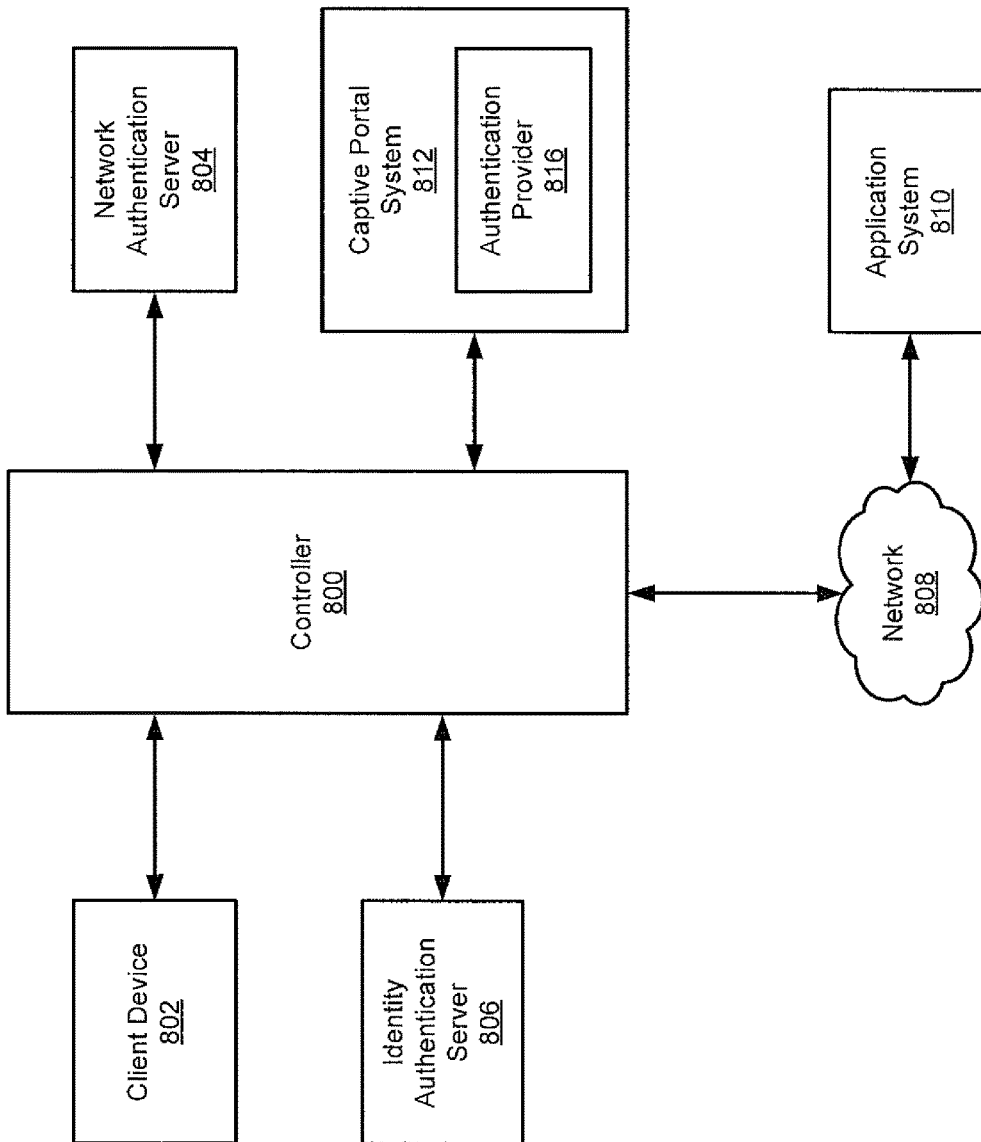 Network
Authentication
Server
804
Captive Portal
System
812
Authentication
Provider
816
Application
System
810
Controller
800
Network
808
Client Device
802
Identity
Authentication
Server
806